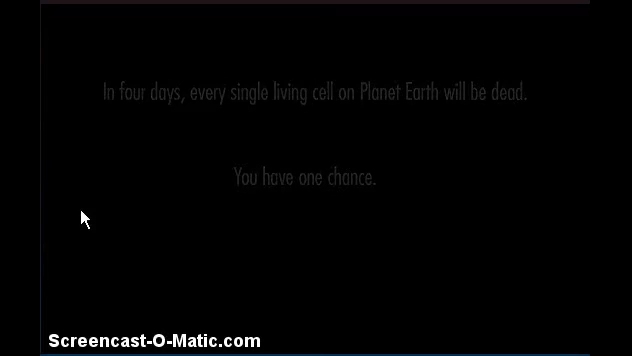 In four days, every single living cell on Planet Earth will be dead.
You have one chance.
Screencast-O-Matic.com